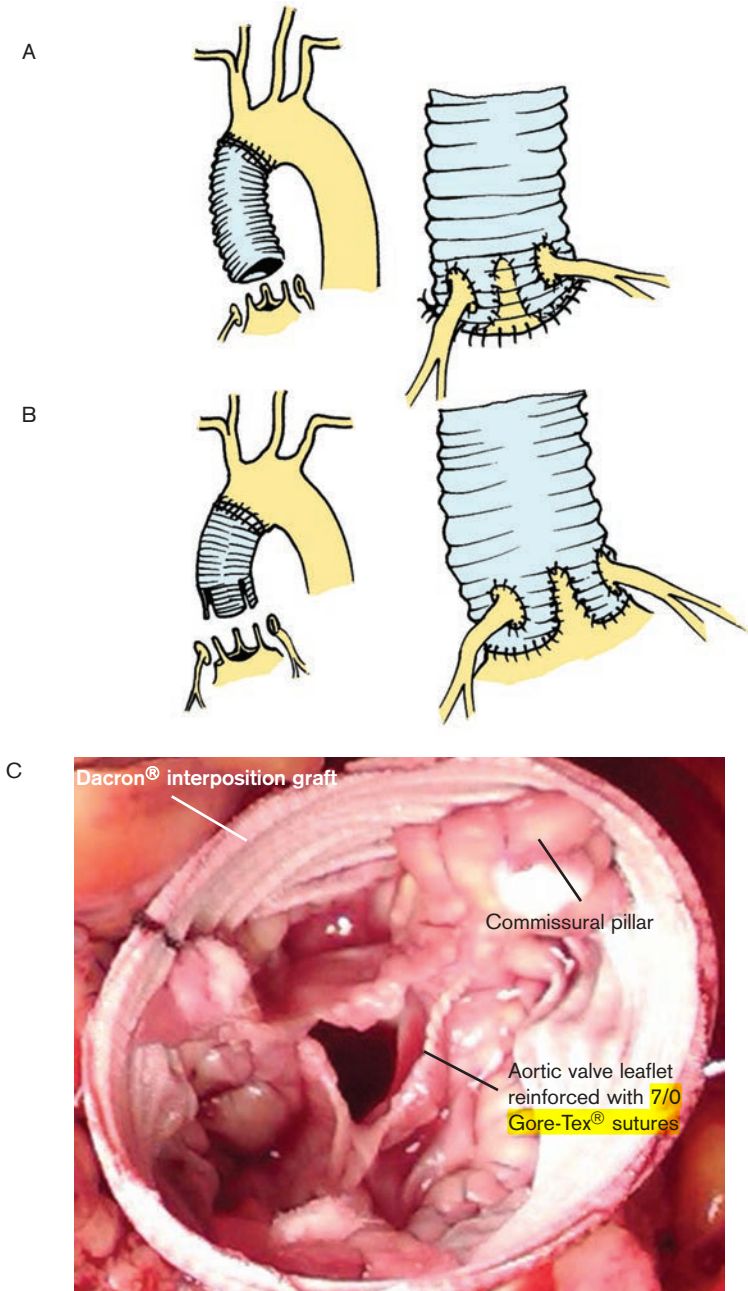 A
B
C
Dacron® interposition graft
Commissural pillar
Aortic valve leaflet
reinforced with 7/0
Gore-Tex® sutures